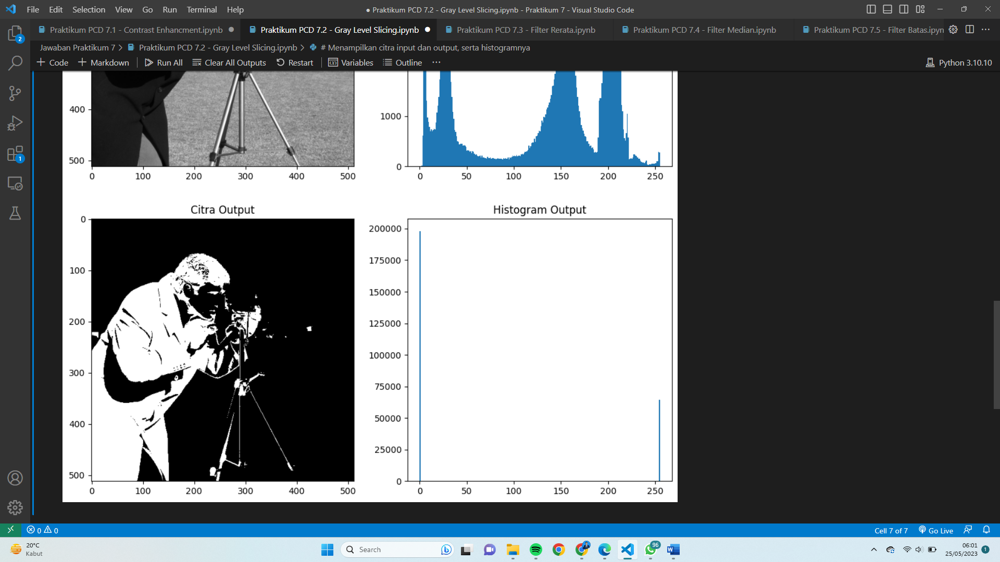 File Edit Selection View Go Run Terminal Help
● Praktikum PCD 7.2 - Gray Level Slicing.ipynb - Praktikum 7 - Visual Studio Code
Praktikum PCD 7.1 - Contrast Enhancment.ipynb
Praktikum PCD 7.2 - Gray Level Slicing.ipynb
Praktikum PCD 7.3 - Filter Rerata.ipynb
Praktikum PCD 7.4 - Filter Median.ipynb
Praktikum PCD 7.5 - Filter Batas.ipyn
2
Jawaban Praktikum 7 > Praktikum PCD 7.2 - Gray Level Slicing.ipynb > # Menampilkan citra input dan output, serta histogramnya
+ Code + Markdown Run All Clear All Outputs Restart Variables Outline ...
Python 3.10.10
400
500
0 100 200 300 400 500
1000
0
0 50 100 150 200 250
1
Citra Output
0
100
200
300
400
500
0 100 200 300 400 500
Histogram Output
200000
175000
150000
125000
100000
75000
50000
25000
0
0 50 100 150 200 250
0 0
Cell 7 of 7 Go Live
20°C
Kabut
Search
96
06:01
25/05/2023
1